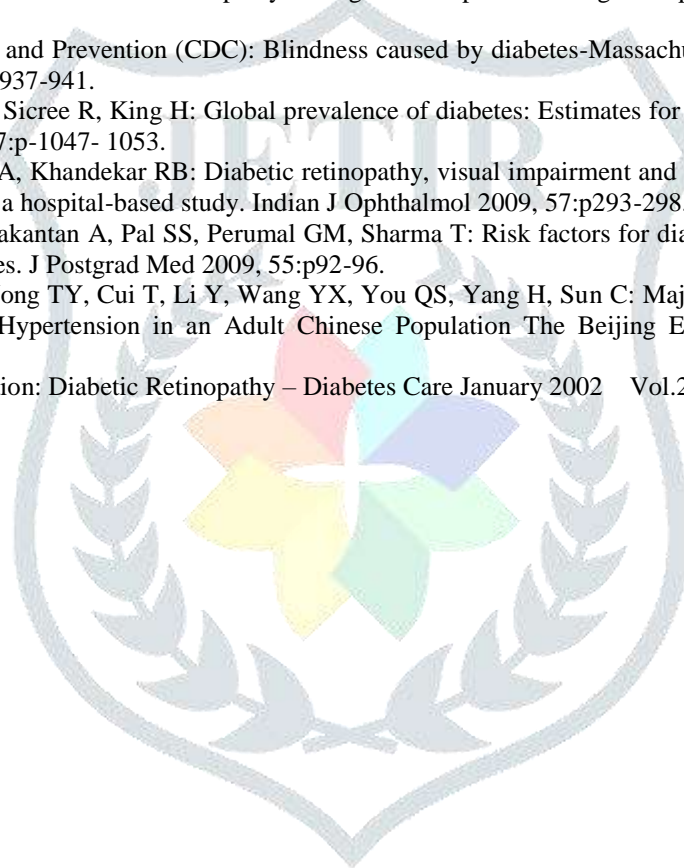 and Prevention (CDC): Blindness caused by diabetes-Massachu
937-941.
Sicree R, King H: Global prevalence of diabetes: Estimates for
7:p-1047- 1053.
A, Khandekar RB: Diabetic retinopathy, visual impairment and
a hospital-based study. Indian J Ophthalmol 2009, 57:p293-298.
akantan A, Pal SS, Perumal GM, Sharma T: Risk factors for dia
es. J Postgrad Med 2009, 55:p92-96.
ong TY, Cui T, Li Y, Wang YX, You QS, Yang H, Sun C: Maj
Hypertension in an Adult Chinese Population The Beijing E
ion: Diabetic Retinopathy – Diabetes Care January 2002 Vol.2
JETIR